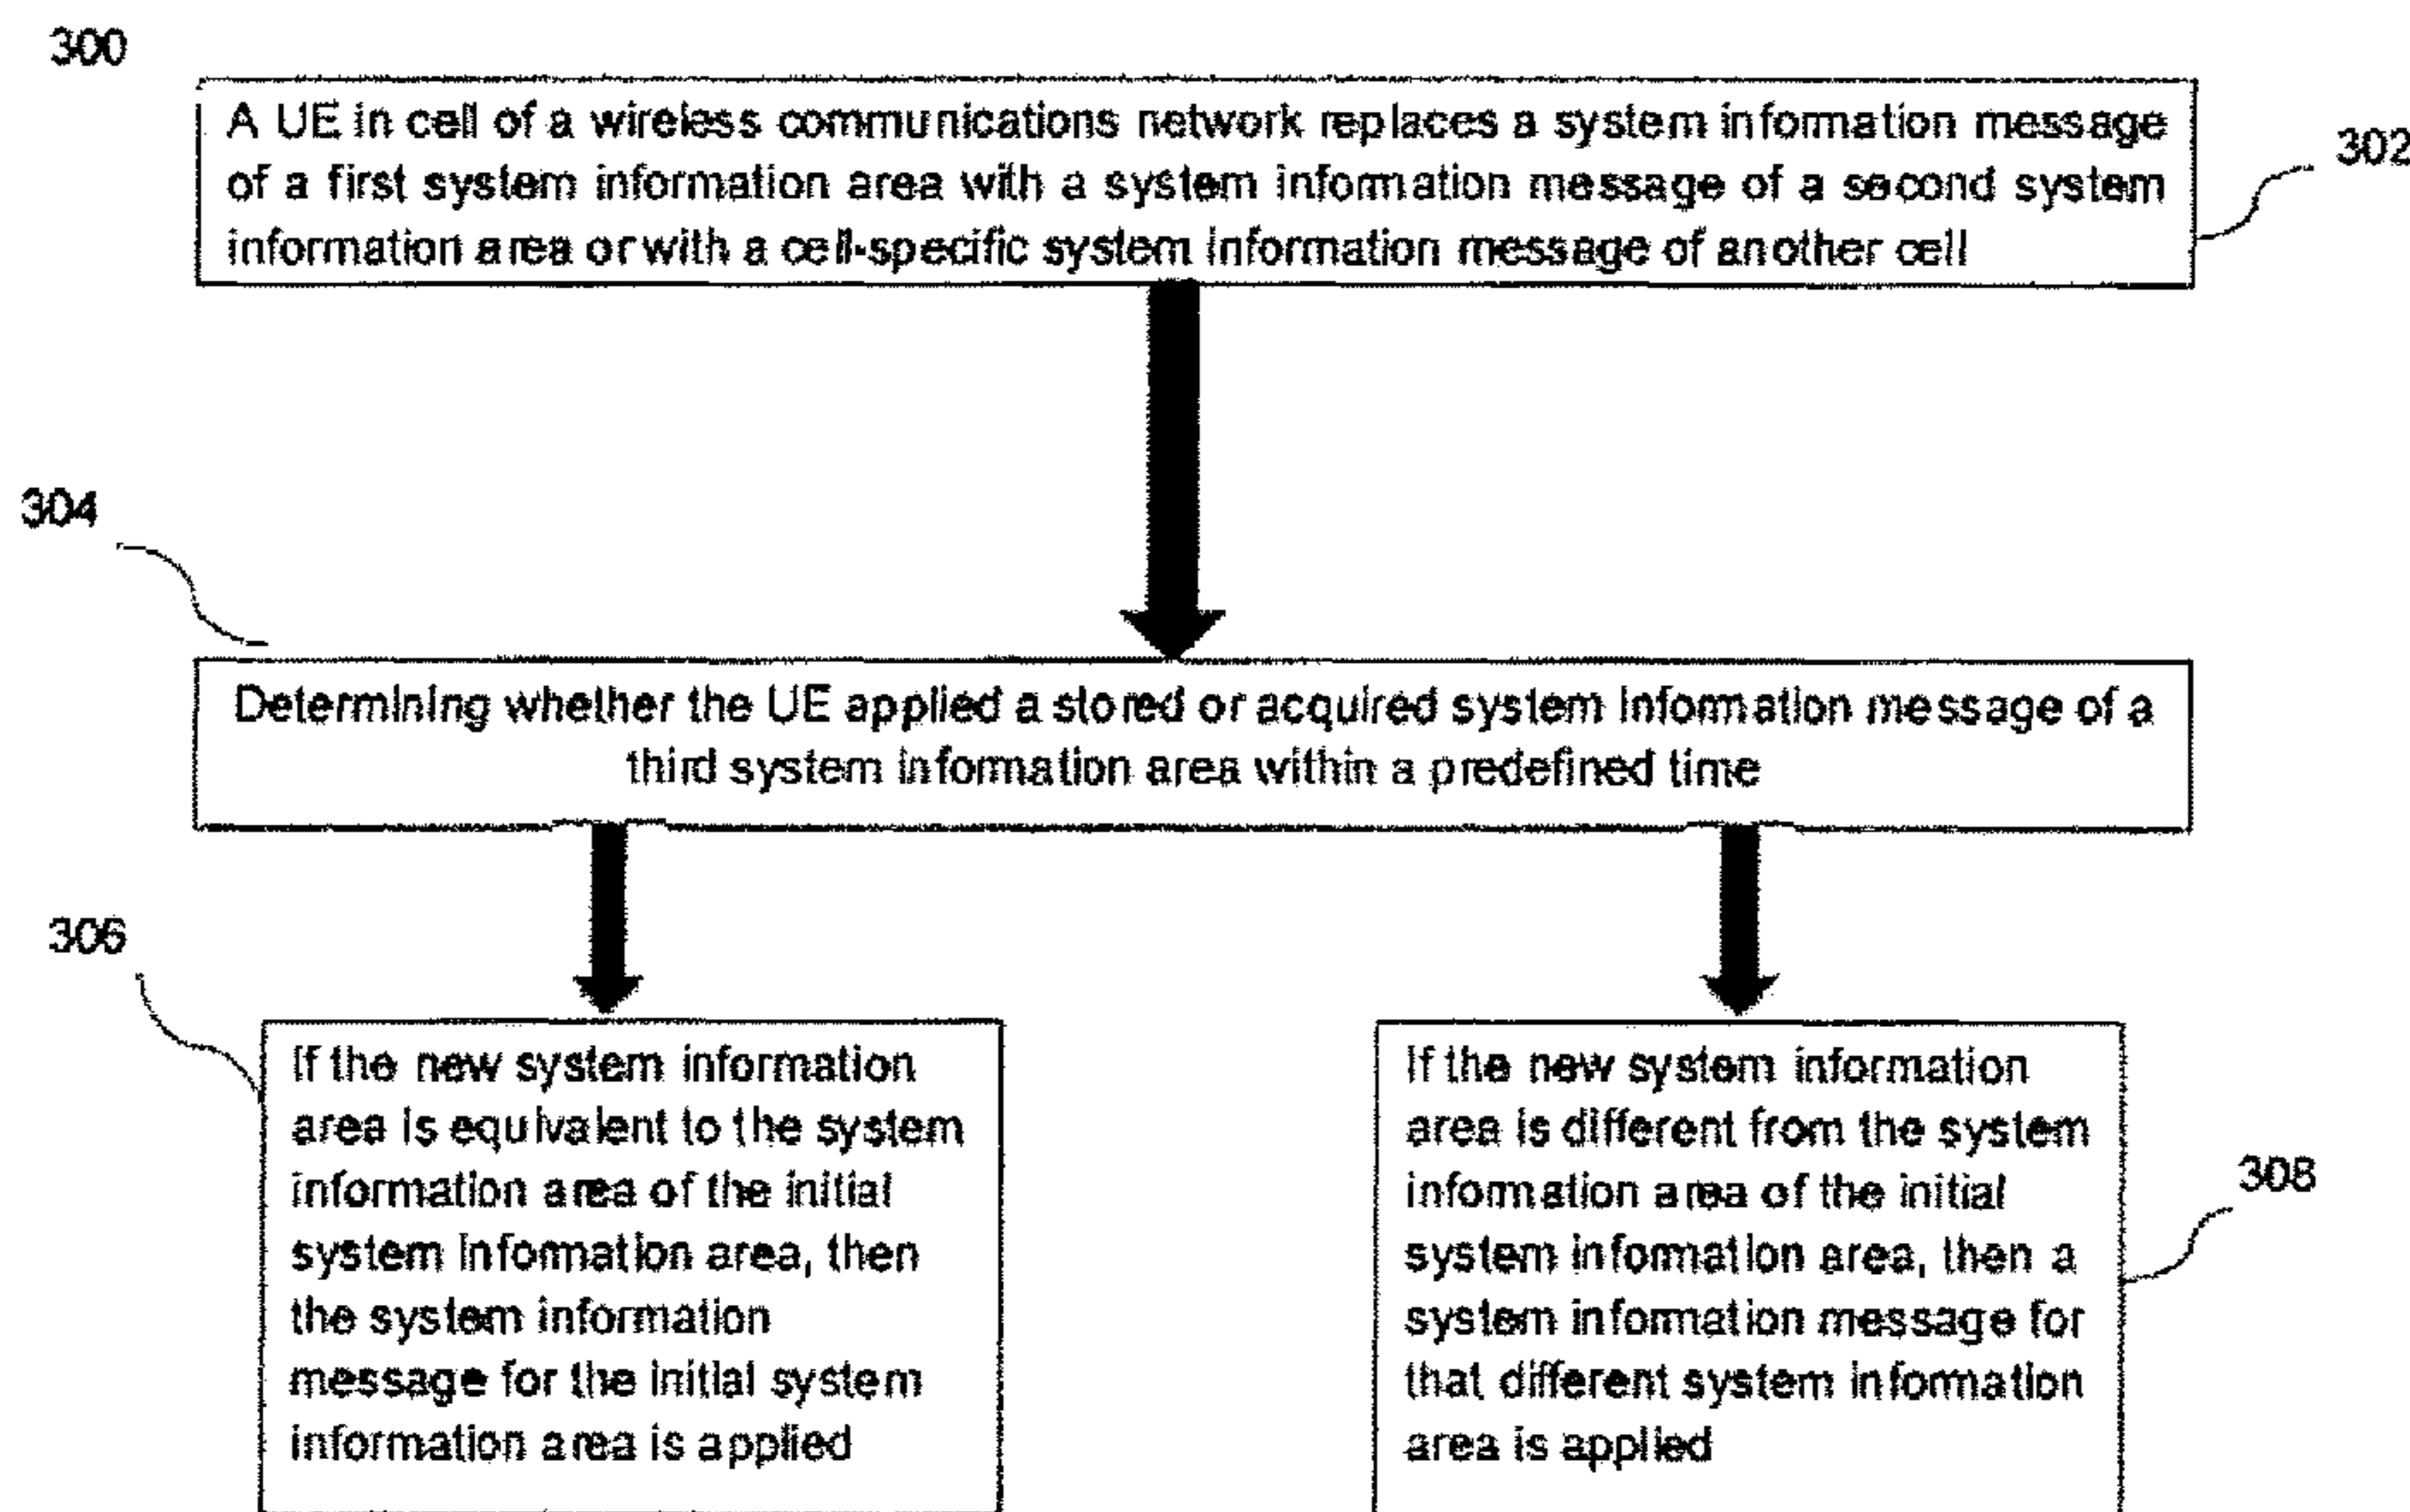 300
A UE in cell of a wireless communications network replaces a system information message
of a first system information area with a system information message of a second system
information area or with a cell-specific system information message of another cell
302
304
Determining whether the UE applied a stored or acquired system information message of a
third system information area within a predefined time
306
If the new system information
area is equivalent to the system
information area of the initial
system information area, then
the system information
message for the initial system
information area is applied
If the new system information
area is different from the system
information area of the initial
system information area, then a
system information message for
that different system information
area is applied
308